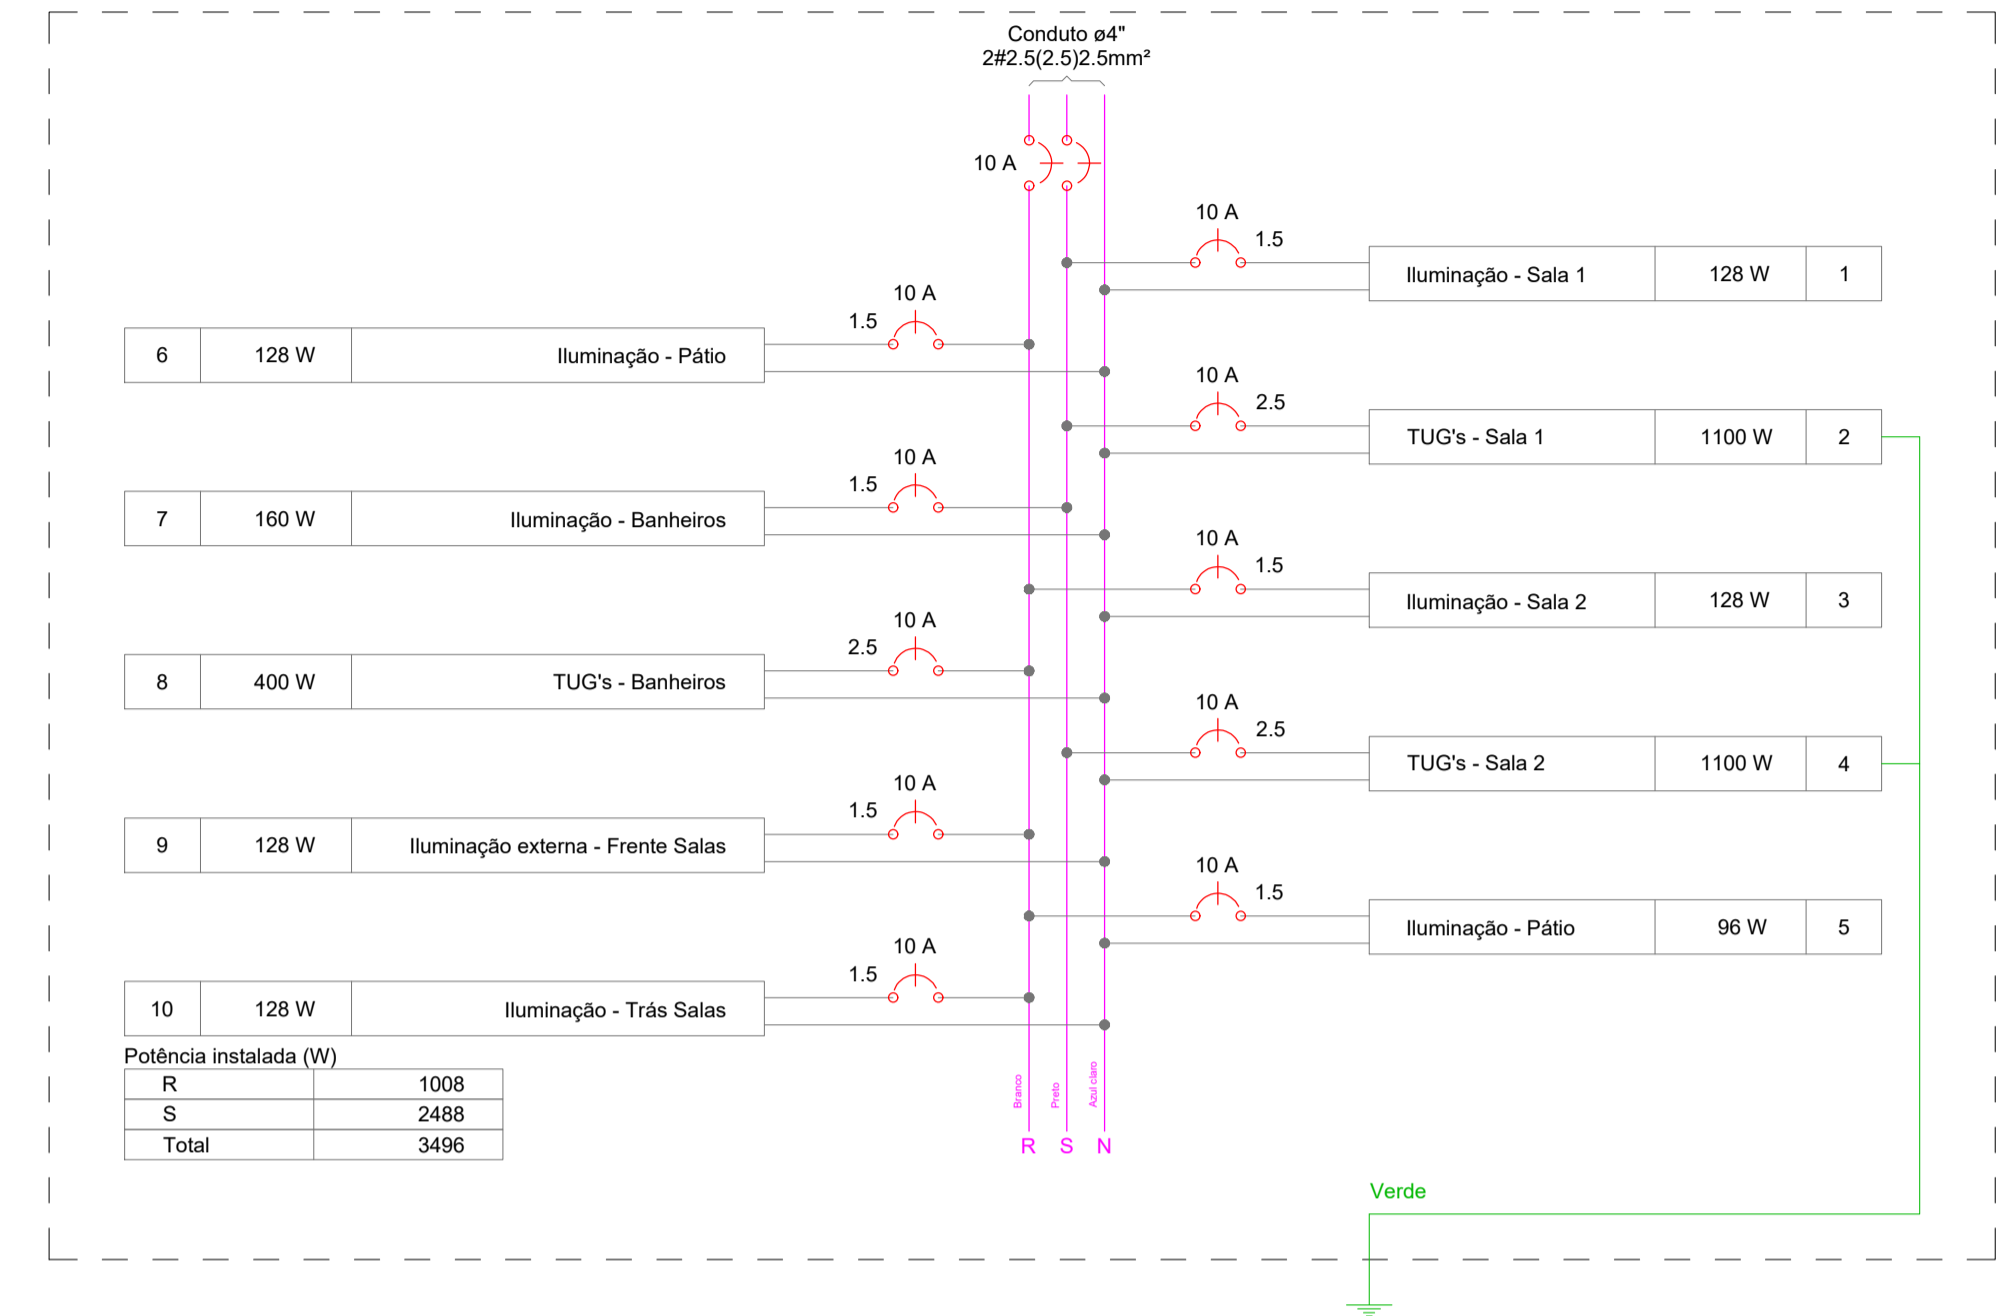 Conduto ø4"
2#2.5(2.5)2.5mm²
10 A
10 A
1.5
Iluminação - Sala 1 128 W 1
10 A
1.5
6 128 W Iluminação - Pátio
10 A
2.5
TUG's - Sala 1 1100 W 2
10 A
1.5
7 160 W Iluminação - Banheiros
10 A
1.5
Iluminação - Sala 2 128 W 3
10 A
2.5
8 400 W TUG's - Banheiros
10 A
2.5
TUG's - Sala 2 1100 W 4
10 A
1.5
9 128 W Iluminação externa - Frente Salas
10 A
1.5
Iluminação - Pátio 96 W 5
10 A
1.5
10 128 W Iluminação - Trás Salas
Potência instalada (W)
R 1008
S 2488
Total 3496
Branco
Preto
Azul claro
R S N
Verde